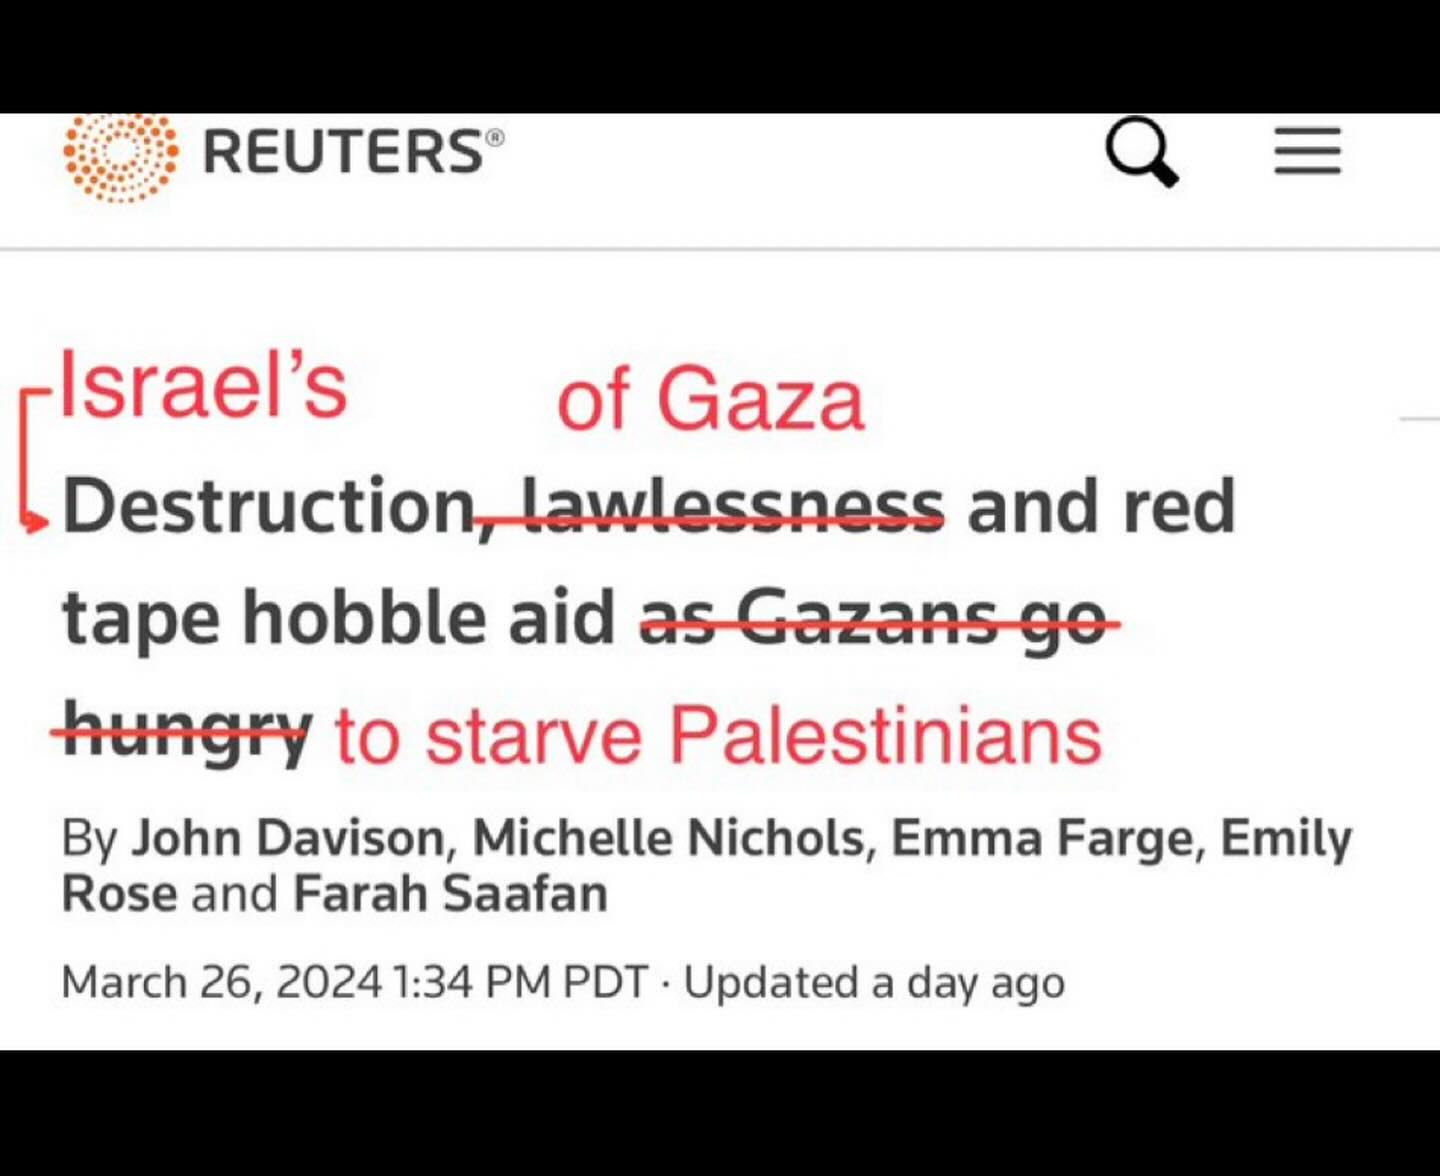 REUTERS®
Israel’s of Gaza
Destruction, lawlessness and red
tape hobble aid as Gazans go
hungry to starve Palestinians
By John Davison, Michelle Nichols, Emma Farge, Emily
Rose and Farah Saafan
March 26, 2024 1:34 PM PDT · Updated a day ago